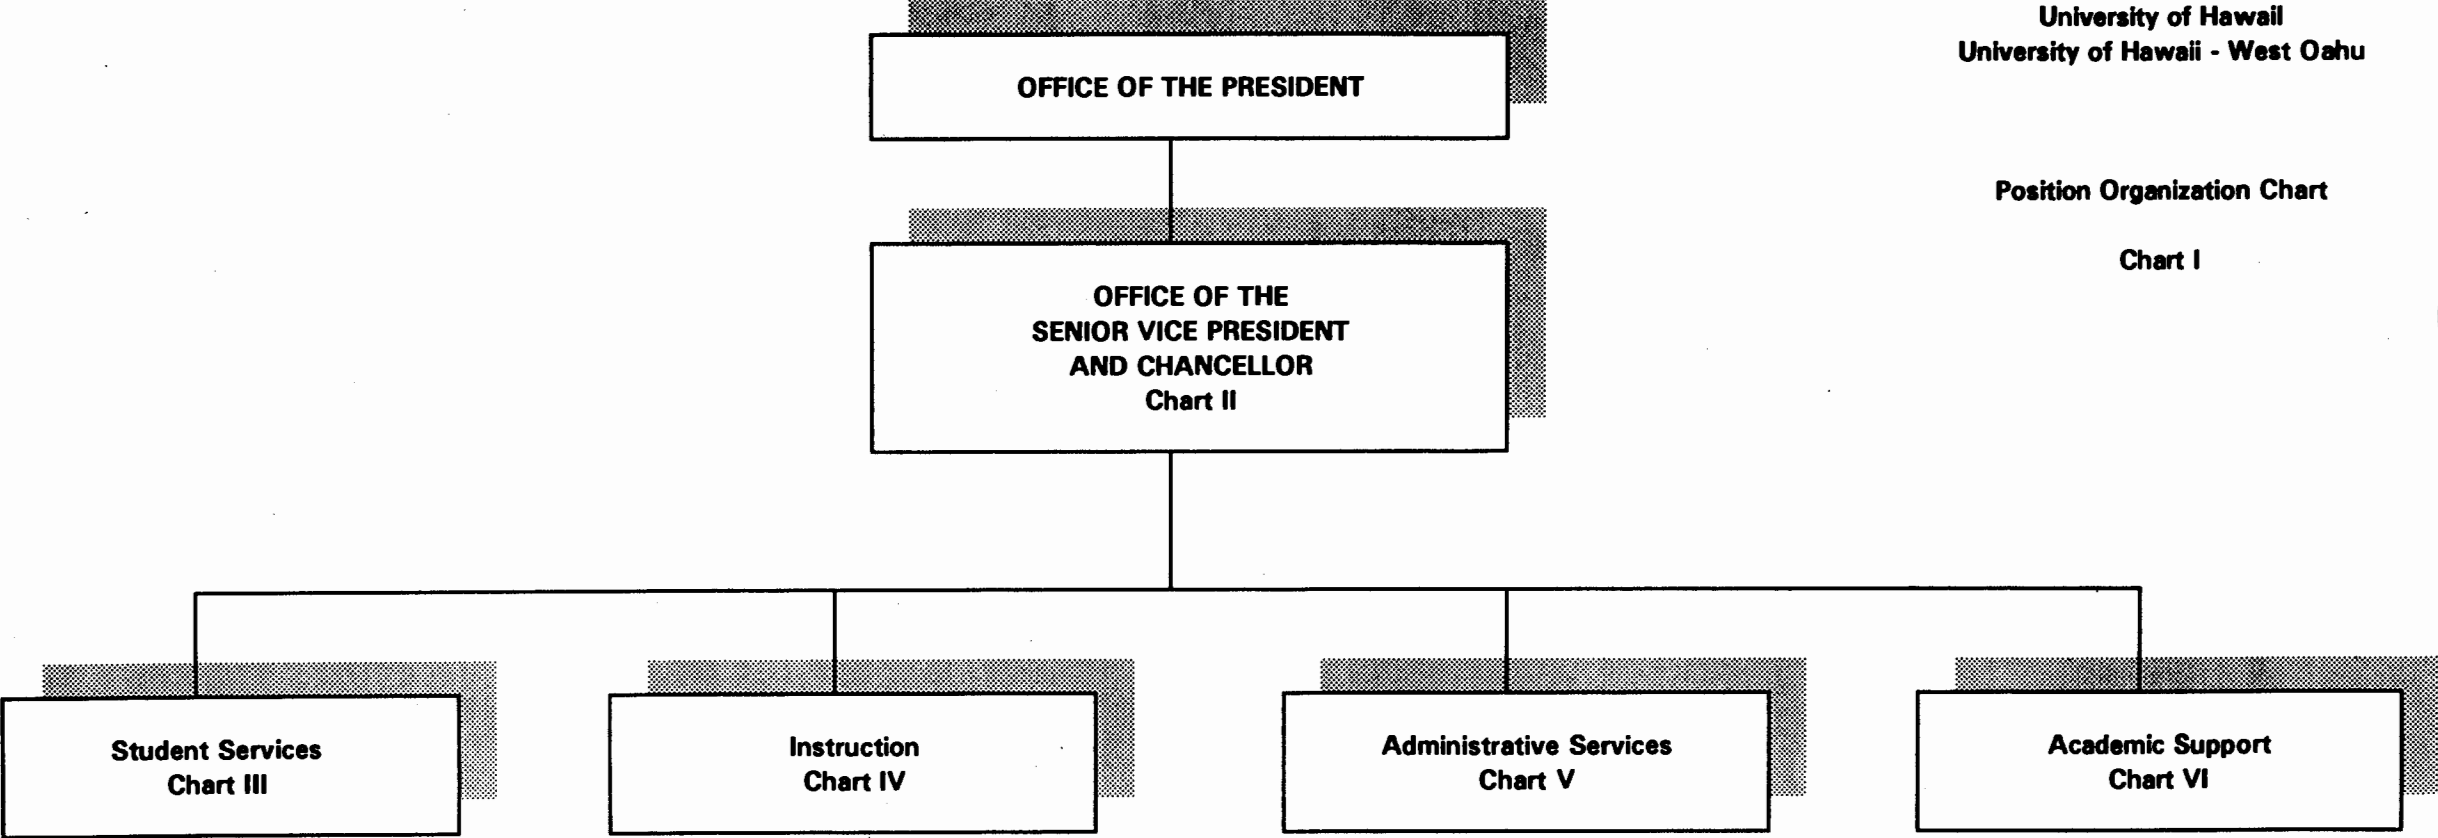 University of Hawaii
University of Hawaii - West Oahu
Position Organization Chart
Chart I
OFFICE OF THE PRESIDENT
OFFICE OF THE
SENIOR VICE PRESIDENT
AND CHANCELLOR
Chart II
Student Services
Chart III
Instruction
Chart IV
Administrative Services
Chart V
Academic Support
Chart VI